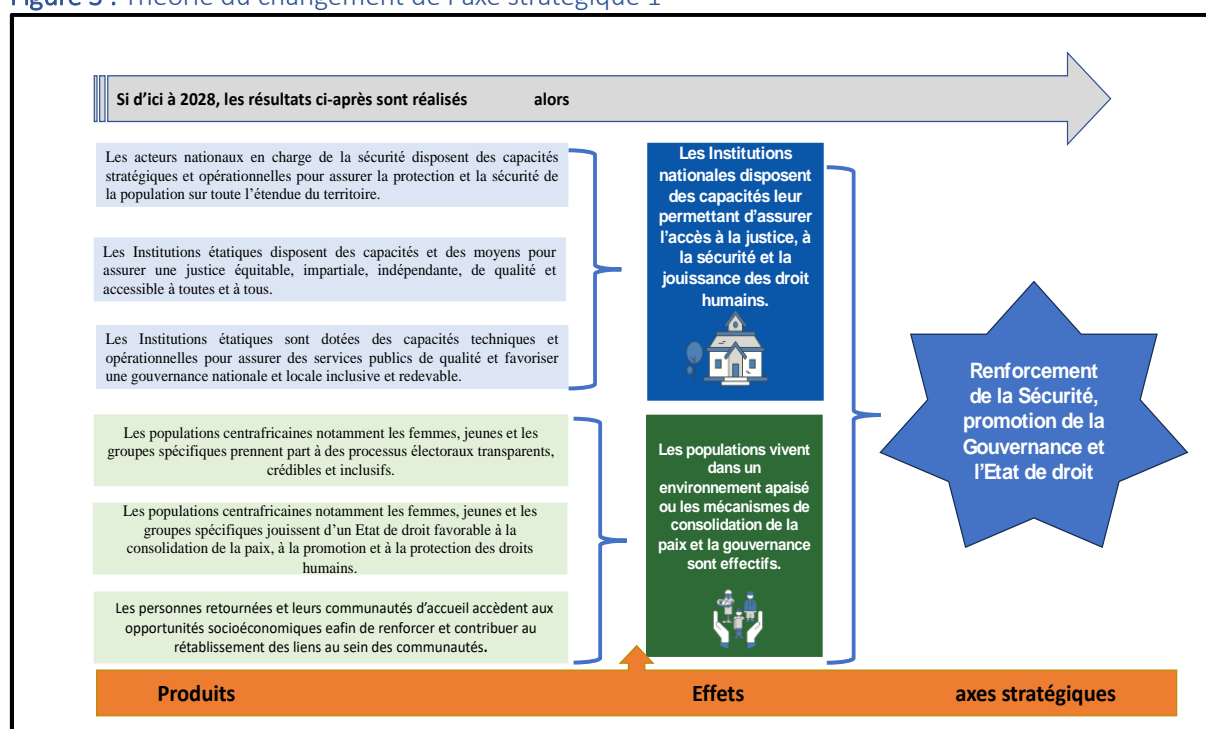 Figure 5 : Théorie du changement de l'axe stratégique 1
Si d'ici à 2028, les résultats ci-après sont réalisés alors
Les acteurs nationaux en charge de la sécurité disposent des capacités
stratégiques et opérationnelles pour assurer la protection et la sécurité de
la population sur toute l'étendue du territoire.
Les Institutions étatiques disposent des capacités et des moyens pour
assurer une justice équitable, impartiale, indépendante, de qualité et
accessible à toutes et à tous.
Les Institutions étatiques sont dotées des capacités techniques et
opérationnelles pour assurer des services publics de qualité et favoriser
une gouvernance nationale et locale inclusive et redevable.
Les populations centrafricaines notamment les femmes, jeunes et les
groupes spécifiques prennent part à des processus électoraux transparents,
crédibles et inclusifs.
Les populations centrafricaines notamment les femmes, jeunes et les
groupes spécifiques jouissent d'un Etat de droit favorable à la
consolidation de la paix, à la promotion et à la protection des droits
humains.
Les personnes retournées et leurs communautés d'accueil accèdent aux
opportunités socioéconomiques eafin de renforcer et contribuer au
rétablissement des liens au sein des communautés.
Les Institutions
nationales disposent
des capacités leur
permettant d'assurer
l'accès à la justice, à
la sécurité et la
jouissance des droit
humains.
Les populations vivent
dans un
environnement apaisé
ou les mécanismes de
consolidation de la
paix et la gouvernance
sont effectifs.
Renforcement
de la Sécurité,
promotion de la
Gouvernance et
l'Etat de droit
Produits Effets axes stratégiques